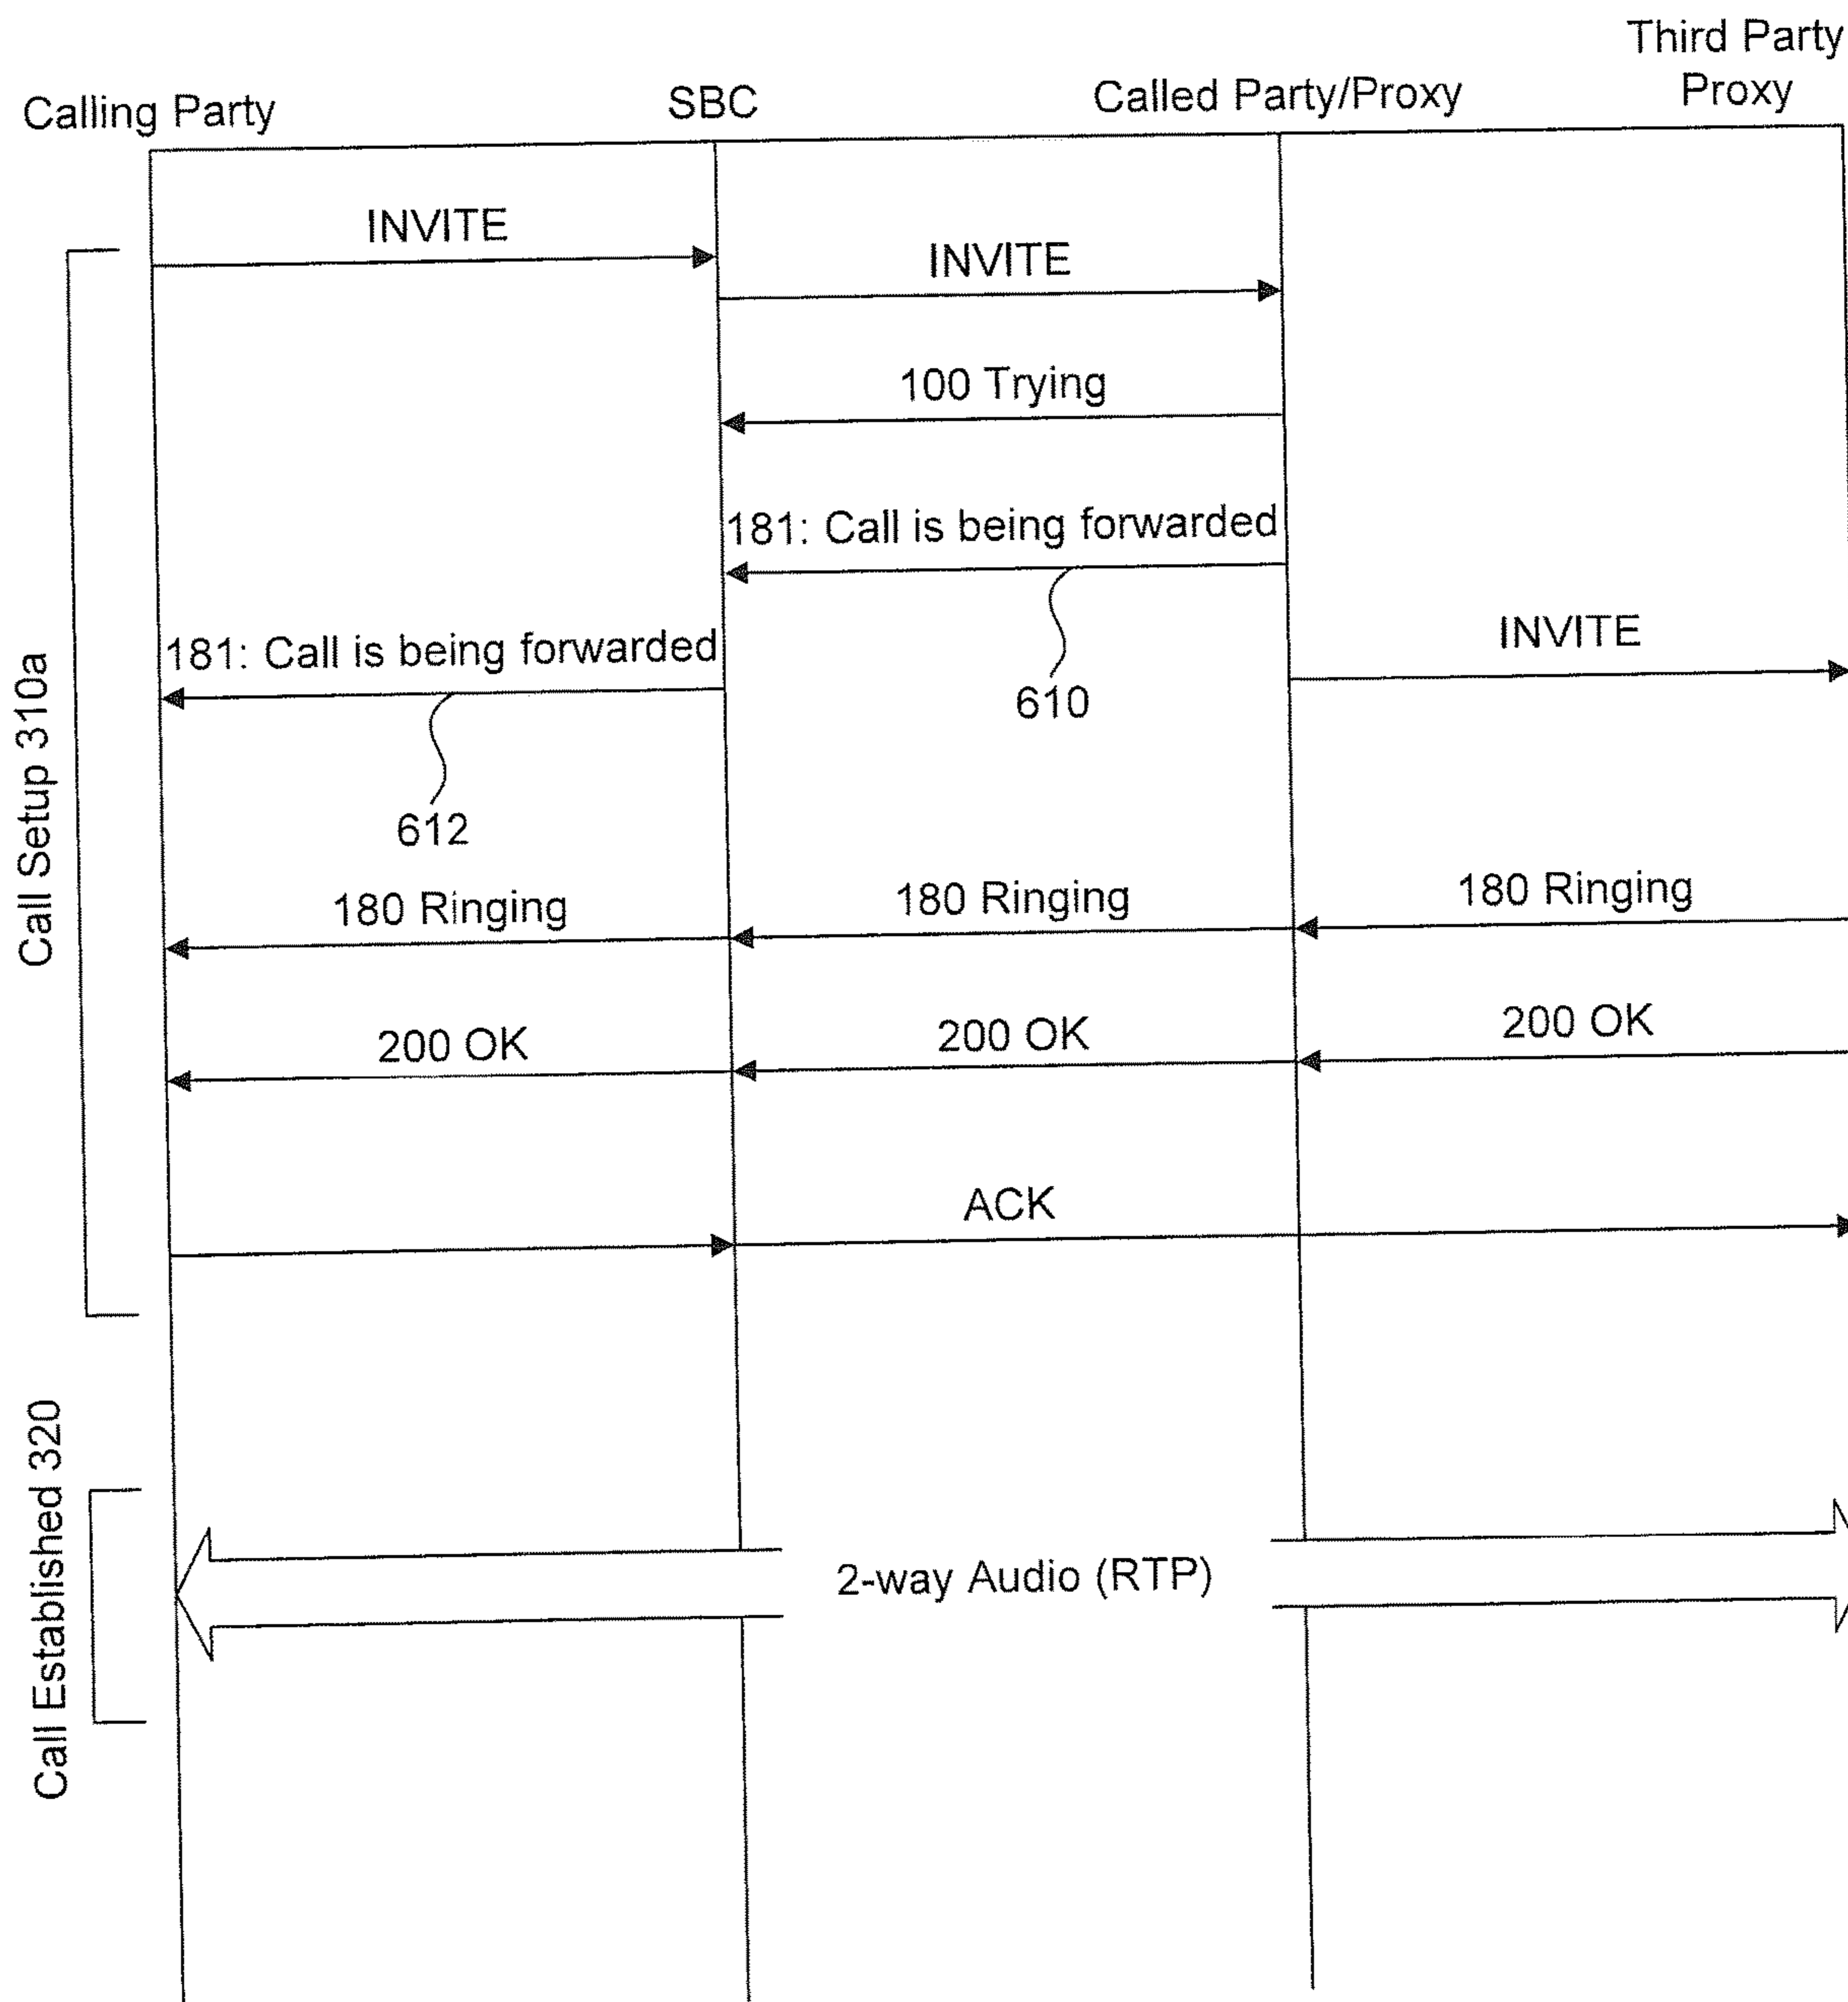 Third Party
Proxy
Calling Party
SBC
Called Party/Proxy
INVITE
INVITE
100 Trying
181: Call is being forwarded
610
INVITE
181: Call is being forwarded
612
Call Setup 310a
180 Ringing
180 Ringing
180 Ringing
200 OK
200 OK
200 OK
ACK
Call Established 320
2-way Audio (RTP)